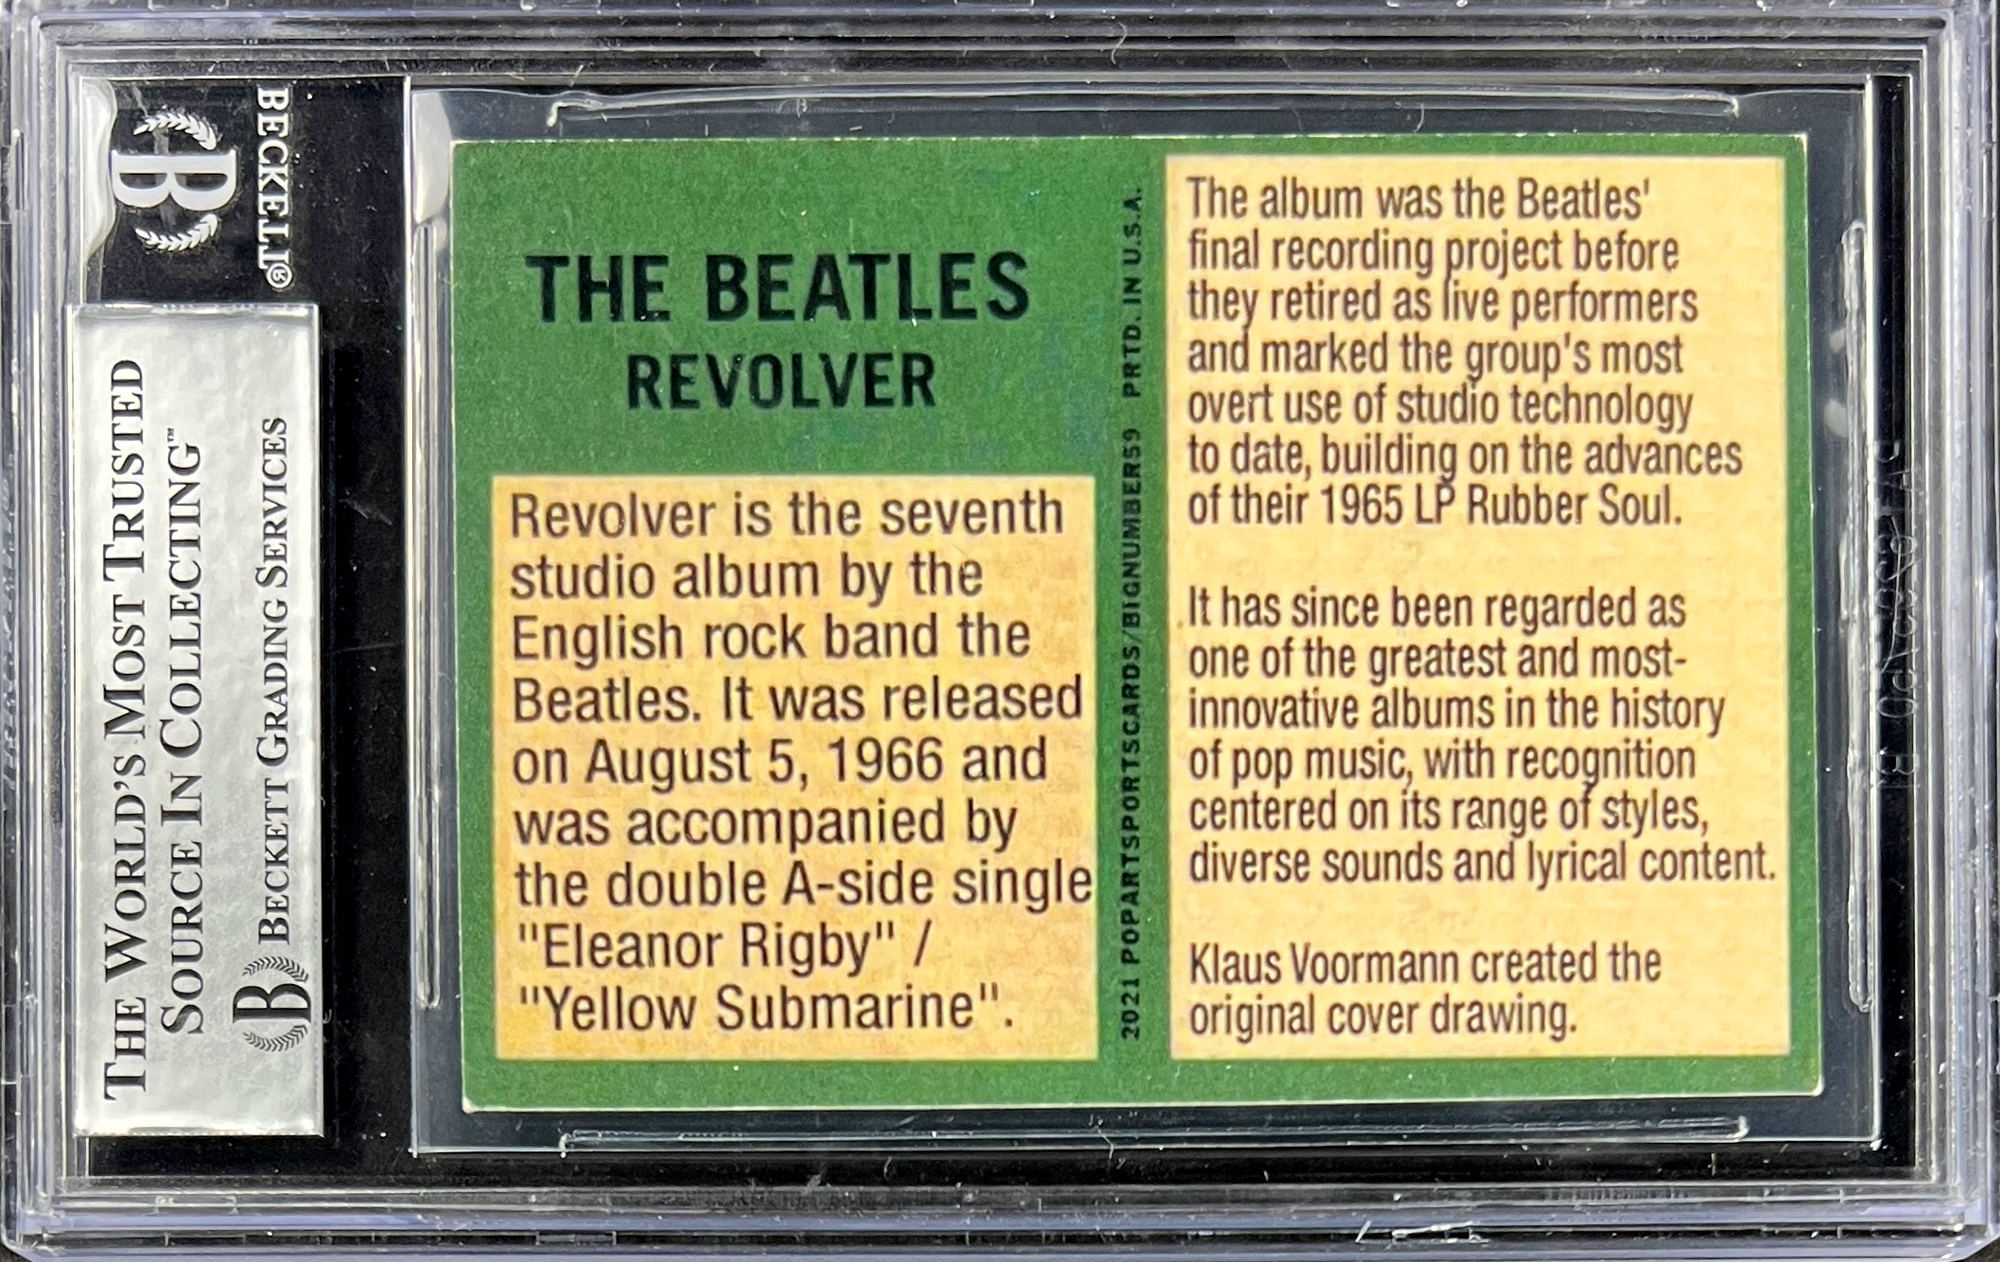 BECKETT®
B
THE WORLD'S MOST TRUSTED
SOURCE IN COLLECTING™
B BECKETT GRADING SERVICES
THE BEATLES
REVOLVER
Revolver is the seventh
studio album by the
English rock band the
Beatles. It was released
on August 5, 1966 and
was accompanied by
the double A-side single
"Eleanor Rigby" /
"Yellow Submarine".
2021 POPARTSPORTSCARDS/BIGNUMBERS9 PRTD. IN U.S.A.
The album was the Beatles'
final recording project before
they retired as live performers
and marked the group's most
overt use of studio technology
to date, building on the advances
of their 1965 LP Rubber Soul.
It has since been regarded as
one of the greatest and most-
innovative albums in the history
of pop music, with recognition
centered on its range of styles,
diverse sounds and lyrical content.
Klaus Voormann created the
original cover drawing.